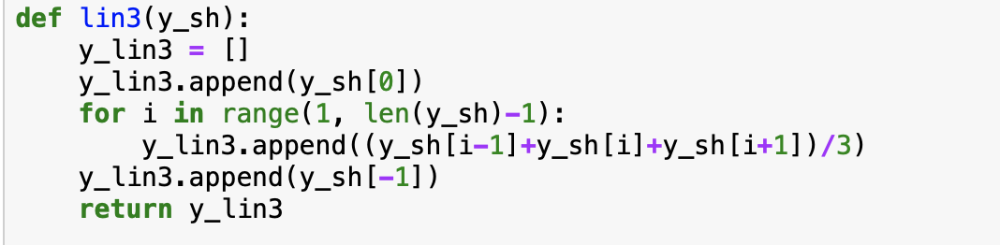 def lin3(y_sh):
    y_lin3 = []
    y_lin3.append(y_sh[0])
    for i in range(1, len(y_sh)-1):
        y_lin3.append((y_sh[i-1]+y_sh[i]+y_sh[i+1])/3)
    y_lin3.append(y_sh[-1])
    return y_lin3